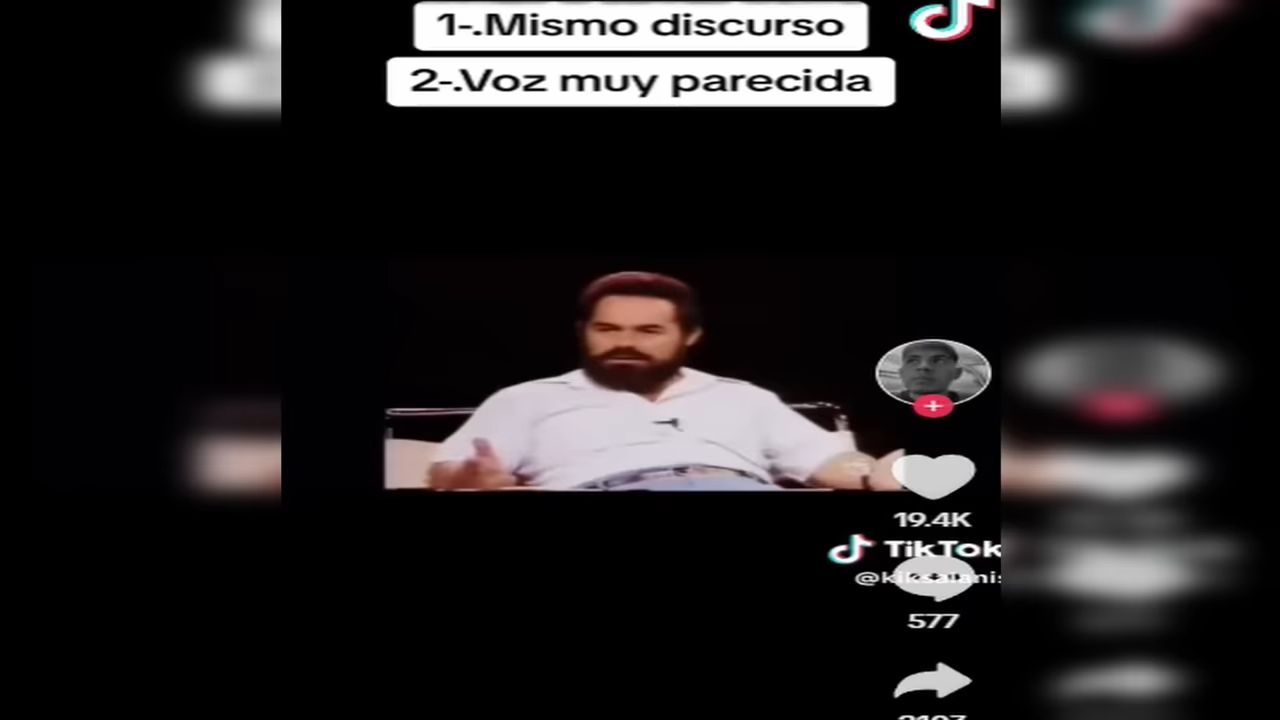 1-.Mismo discurso
2-.Voz muy parecida
19.4K
TikTok
577